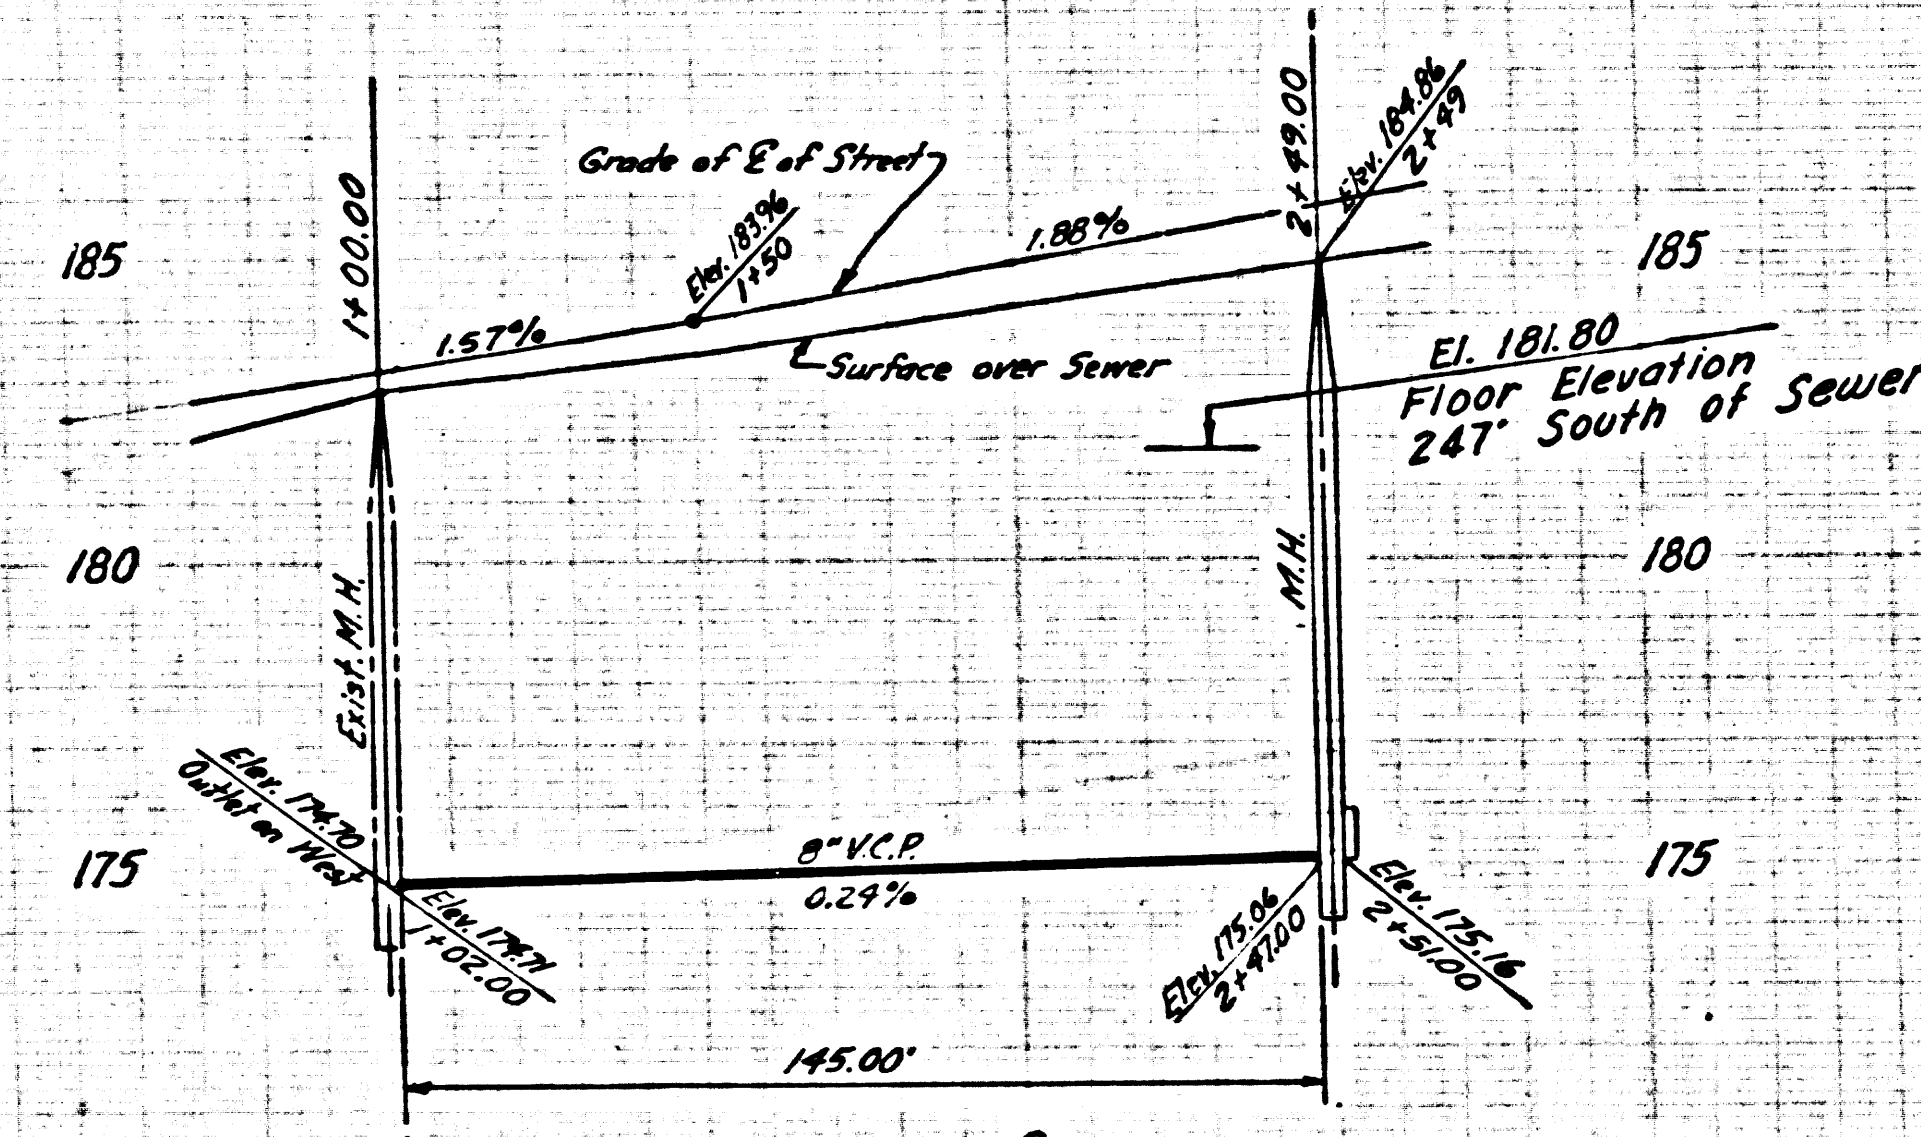 Grade of ⅊ of Street
1+00.00
2+49.00
Elev. 184.86
2+49
Elev. 183.96
1+50
1.57%
1.88%
185
185
Surface over Sewer
El. 181.80
Floor Elevation
247' South of Sewer
180
180
Exist. M.H.
M.H.
Elev. 174.70
Outlet on West
175
175
8" V.C.P.
0.24%
Elev. 174.71
1+02.00
Elev. 175.06
2+47.00
Elev. 175.16
2+51.00
145.00'